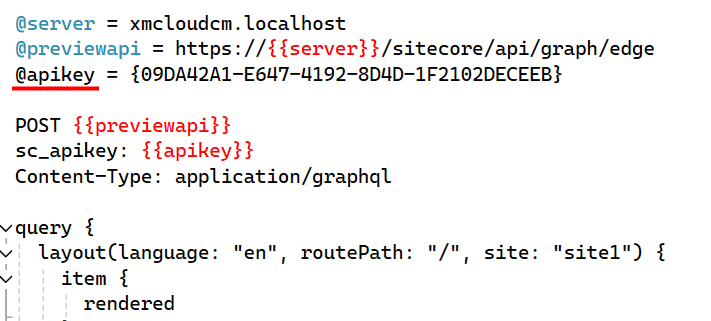 @server = xmcloudcm.localhost
@previewapi = https://{{server}}/sitecore/api/graph/edge
@apikey = {09DA42A1-E647-4192-8D4D-1F2102DECEEB}
POST {{previewapi}}
sc_apikey: {{apikey}}
Content-Type: application/graphql
query {
layout(language: "en", routePath: "/", site: "site1") {
item {
rendered